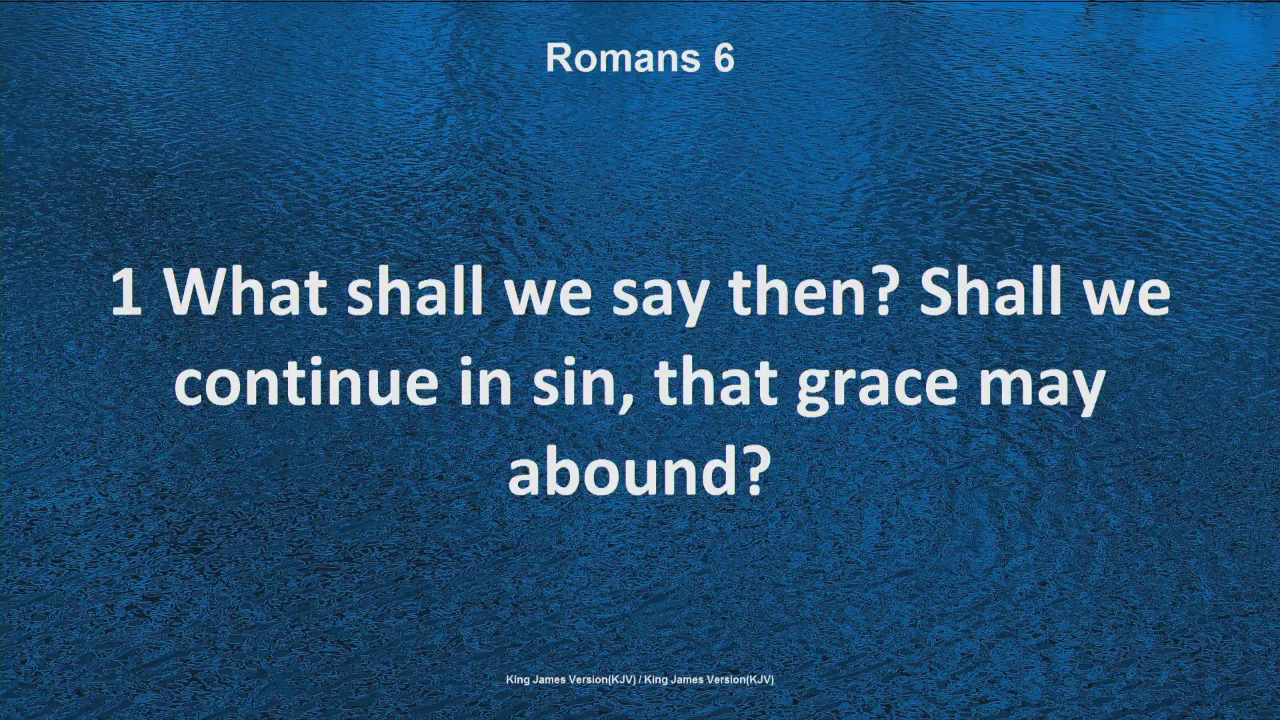 Romans 6
1 What shall we say then? Shall we
continue in sin, that grace may
abound?
King James Version(KJV) / King James Version(KJV)